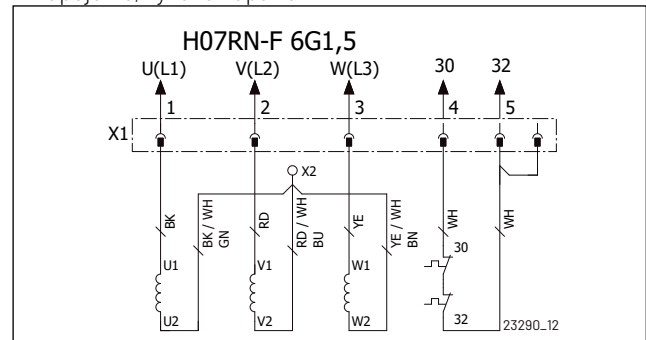 H07RN-F 6G1,5
U(L1) V(L2) W(L3) 30 32
1 2 3 4 5
X1
X2
BK
BK / WH
GN
RD
RD / WH
BU
YE
YE / WH
BN
WH
WH
30
U1 V1 W1
U2 V2 W2 32
23290_12